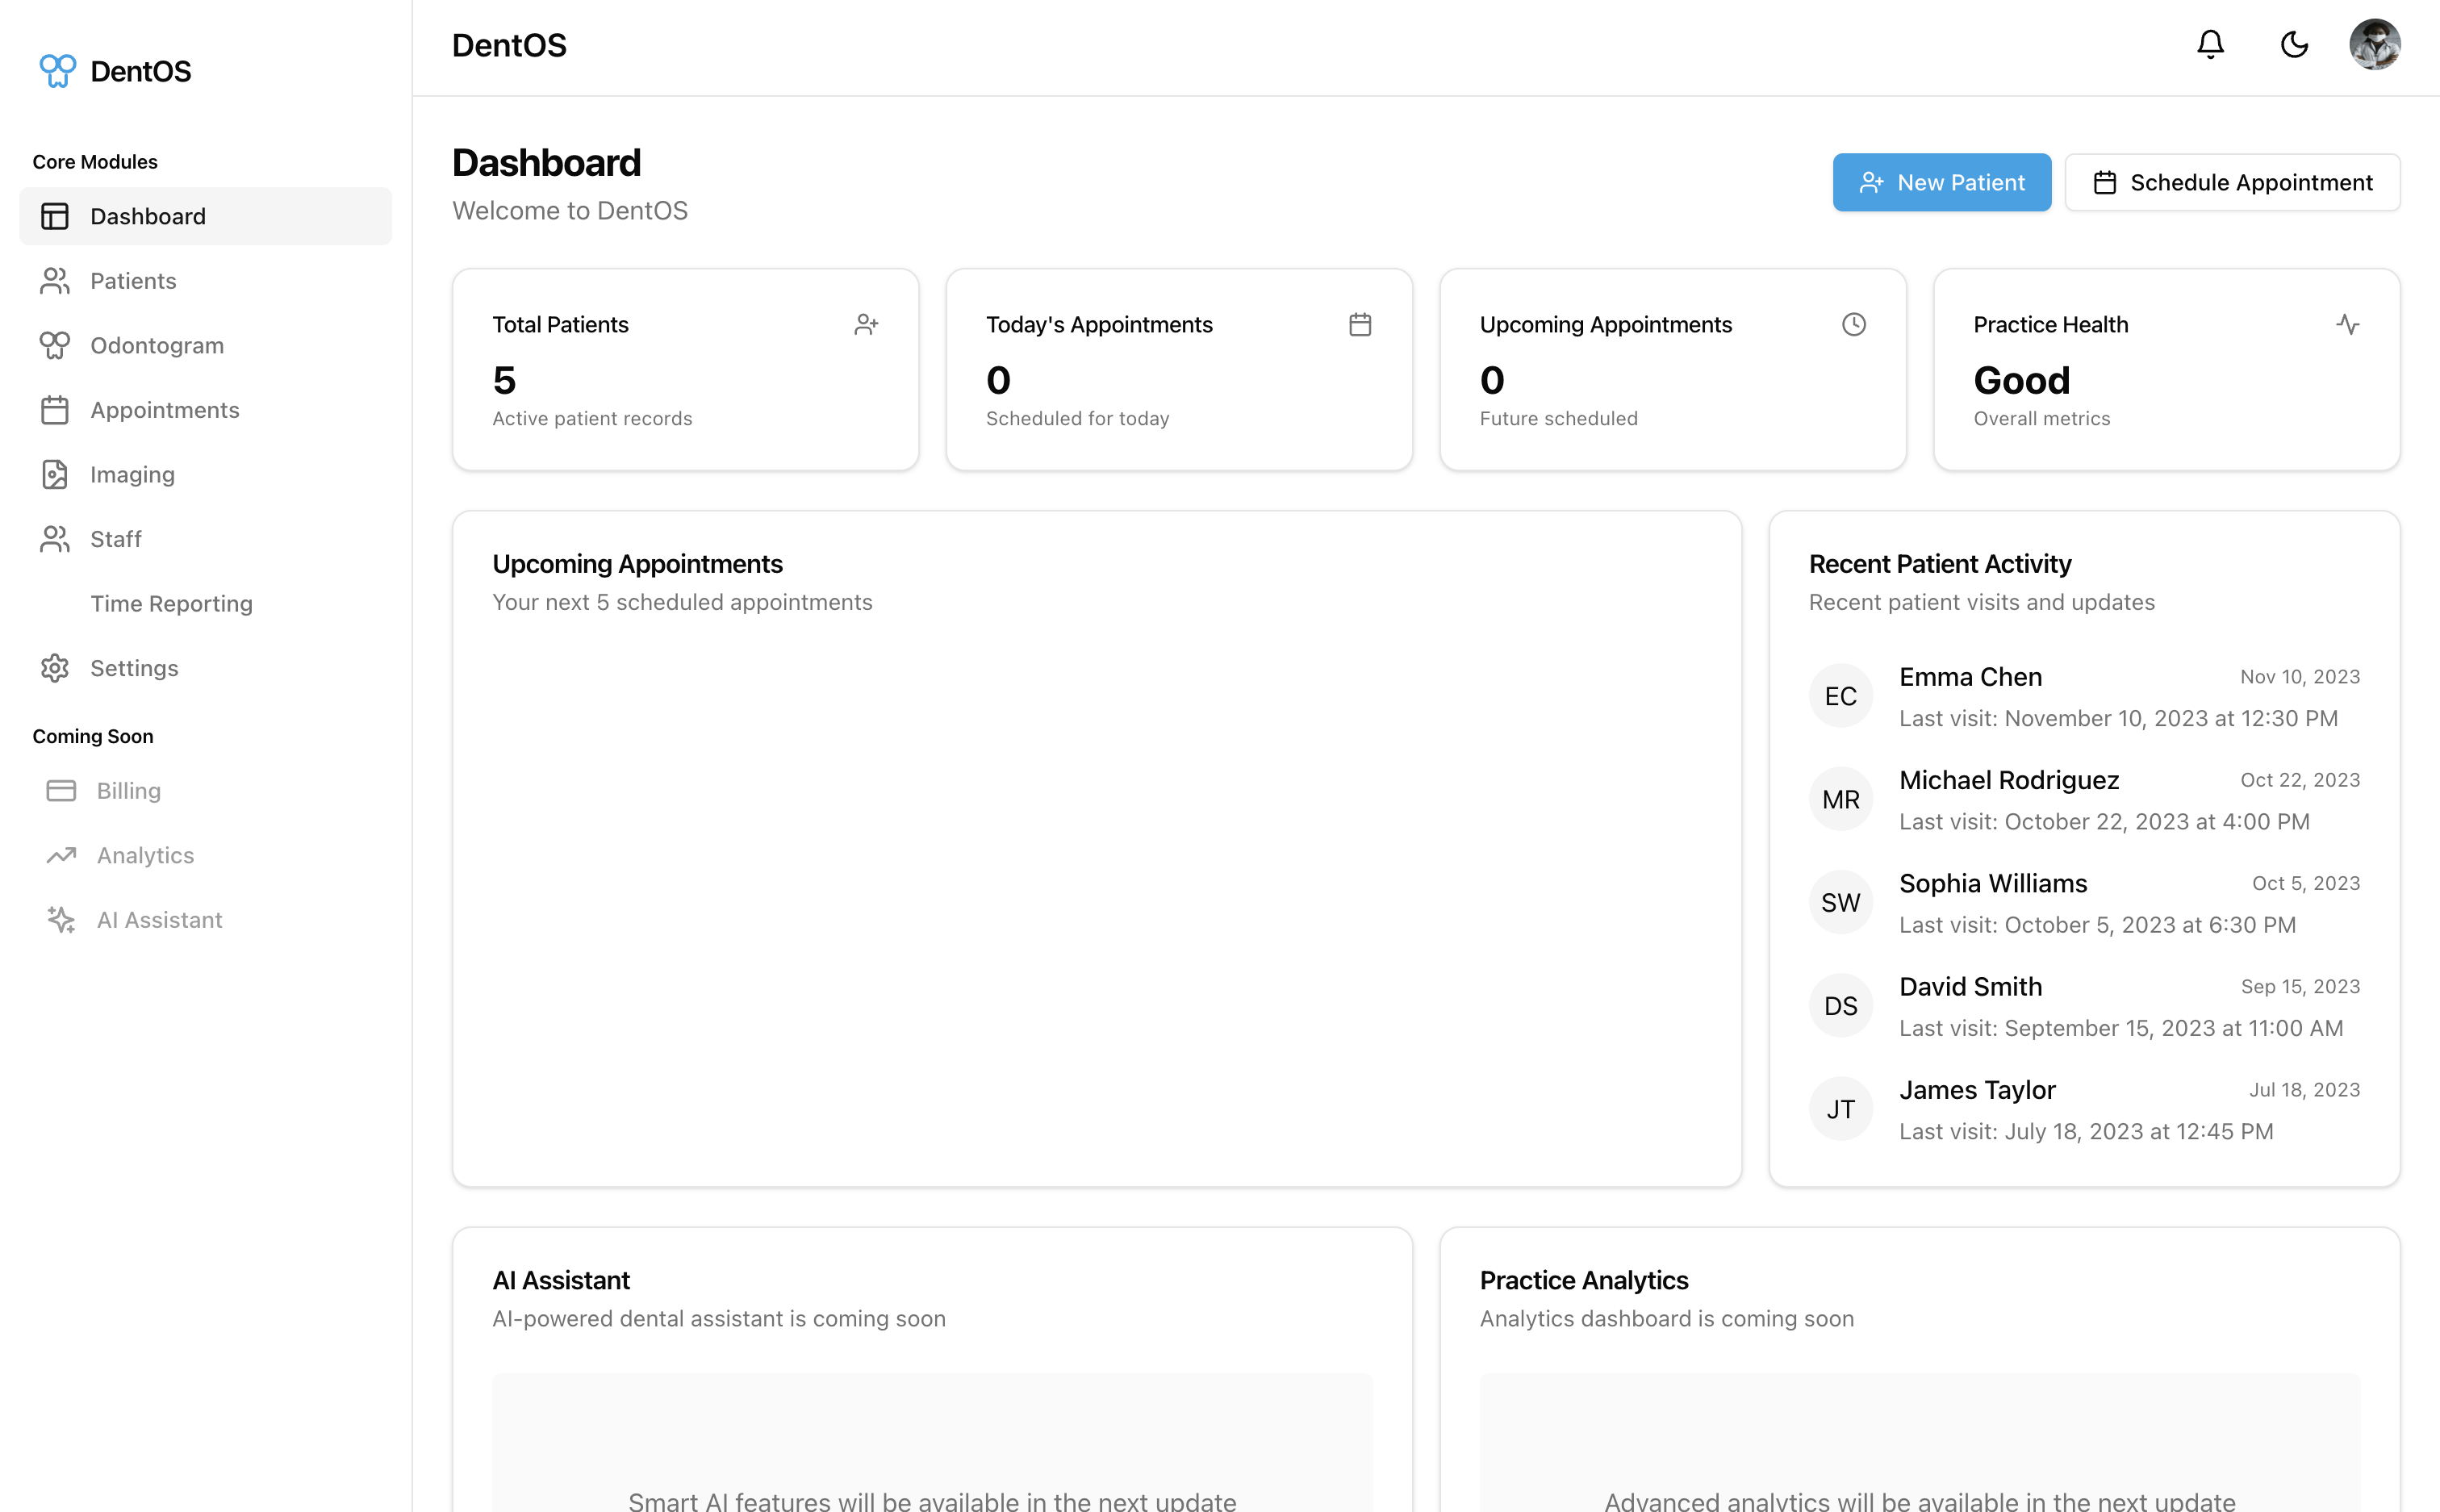 DentOS
Core Modules
Dashboard
Patients
Odontogram
Appointments
Imaging
Staff
Time Reporting
Settings
Coming Soon
Billing
Analytics
AI Assistant
DentOS
Dashboard
Welcome to DentOS
New Patient
Schedule Appointment
Total Patients
5
Active patient records
Today's Appointments
0
Scheduled for today
Upcoming Appointments
0
Future scheduled
Practice Health
Good
Overall metrics
Upcoming Appointments
Your next 5 scheduled appointments
Recent Patient Activity
Recent patient visits and updates
EC
Emma Chen
Nov 10, 2023
Last visit: November 10, 2023 at 12:30 PM
MR
Michael Rodriguez
Oct 22, 2023
Last visit: October 22, 2023 at 4:00 PM
SW
Sophia Williams
Oct 5, 2023
Last visit: October 5, 2023 at 6:30 PM
DS
David Smith
Sep 15, 2023
Last visit: September 15, 2023 at 11:00 AM
JT
James Taylor
Jul 18, 2023
Last visit: July 18, 2023 at 12:45 PM
AI Assistant
AI-powered dental assistant is coming soon
Smart AI features will be available in the next update
Practice Analytics
Analytics dashboard is coming soon
Advanced analytics will be available in the next update